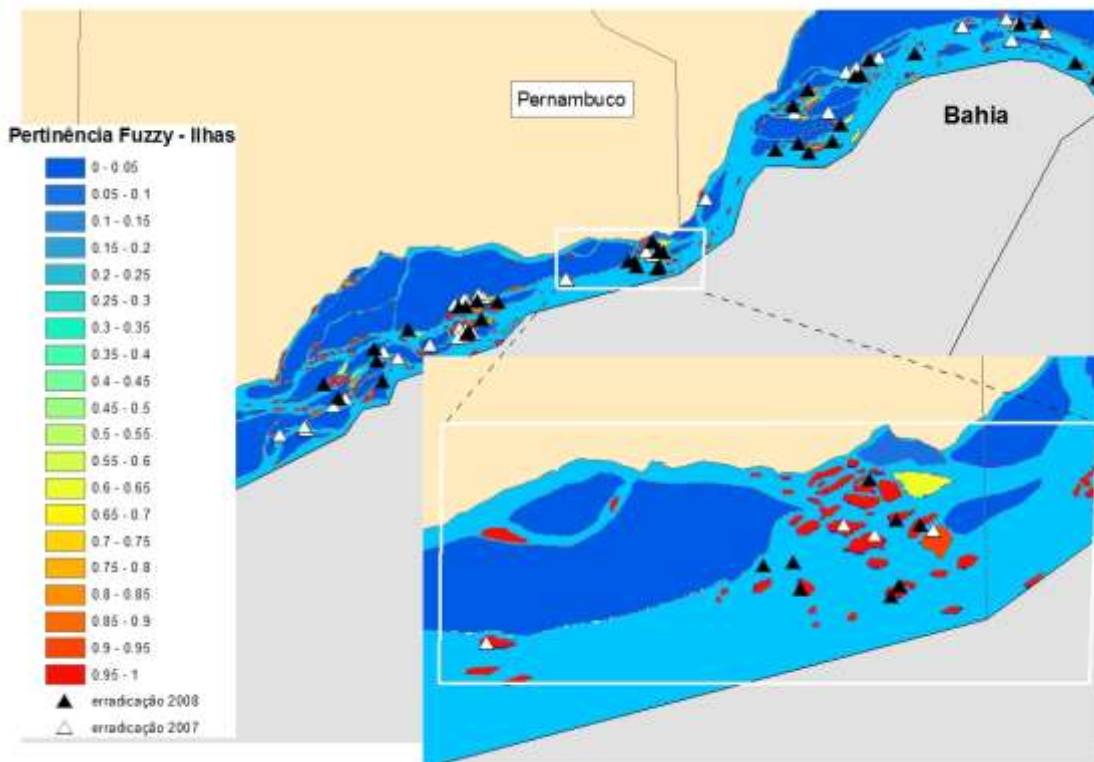 Pernambuco
Bahia
Pertinência Fuzzy - Ilhas
0 - 0.05
0.05 - 0.1
0.1 - 0.15
0.15 - 0.2
0.2 - 0.25
0.25 - 0.3
0.3 - 0.35
0.35 - 0.4
0.4 - 0.45
0.45 - 0.5
0.5 - 0.55
0.55 - 0.6
0.6 - 0.65
0.65 - 0.7
0.7 - 0.75
0.75 - 0.8
0.8 - 0.85
0.85 - 0.9
0.9 - 0.95
0.95 - 1
erradicação 2008
erradicação 2007